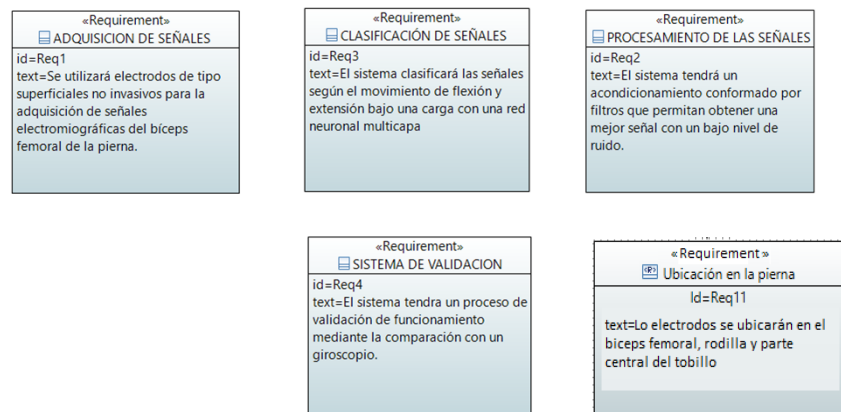 «Requirement»
ADQUISICION DE SEÑALES
id=Req1
text=Se utilizará electrodos de tipo
superficiales no invasivos para la
adquisición de señales
electromiográficas del bíceps
femoral de la pierna.
«Requirement»
CLASIFICACIÓN DE SEÑALES
id=Req3
text=El sistema clasificará las señales
según el movimiento de flexión y
extensión bajo una carga con una red
neuronal multicapa
«Requirement»
PROCESAMIENTO DE LAS SEÑALES
id=Req2
text=El sistema tendrá un
acondicionamiento conformado por
filtros que permitan obtener una
mejor señal con un bajo nivel de
ruido.
«Requirement»
SISTEMA DE VALIDACION
id=Req4
text=El sistema tendra un proceso de
validación de funcionamiento
mediante la comparación con un
giroscopio.
«Requirement»
«R» Ubicación en la pierna
Id=Req11
text=Lo electrodos se ubicarán en el
biceps femoral, rodilla y parte
central del tobillo